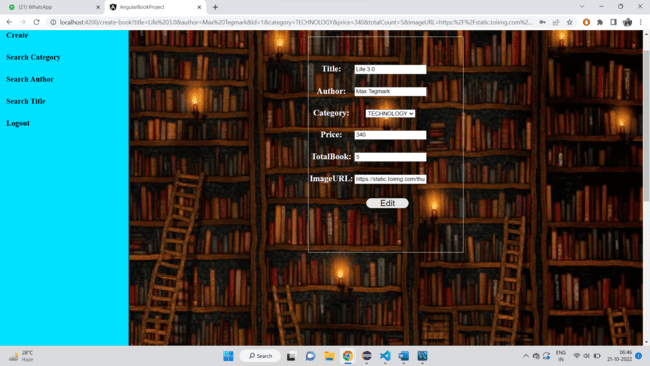 (21) WhatsApp
AngularBookProject
localhost:4200/create-book?title=Life%203.0&author=Max%20Tegmark&id=1&category=TECHNOLOGY&price=340&totalCount=5&imageURL=https:%2F%2Fstatic.toiimg.com%2...
Create
Search Category
Search Author
Search Title
Logout
Title: Life 3.0
Author: Max Tegmark
Category: TECHNOLOGY
Price: 340
TotalBook: 5
ImageURL: https://static.toiimg.com/thu
Edit
28°C
Haze
Search
ENG
IN
06:46
21-10-2022